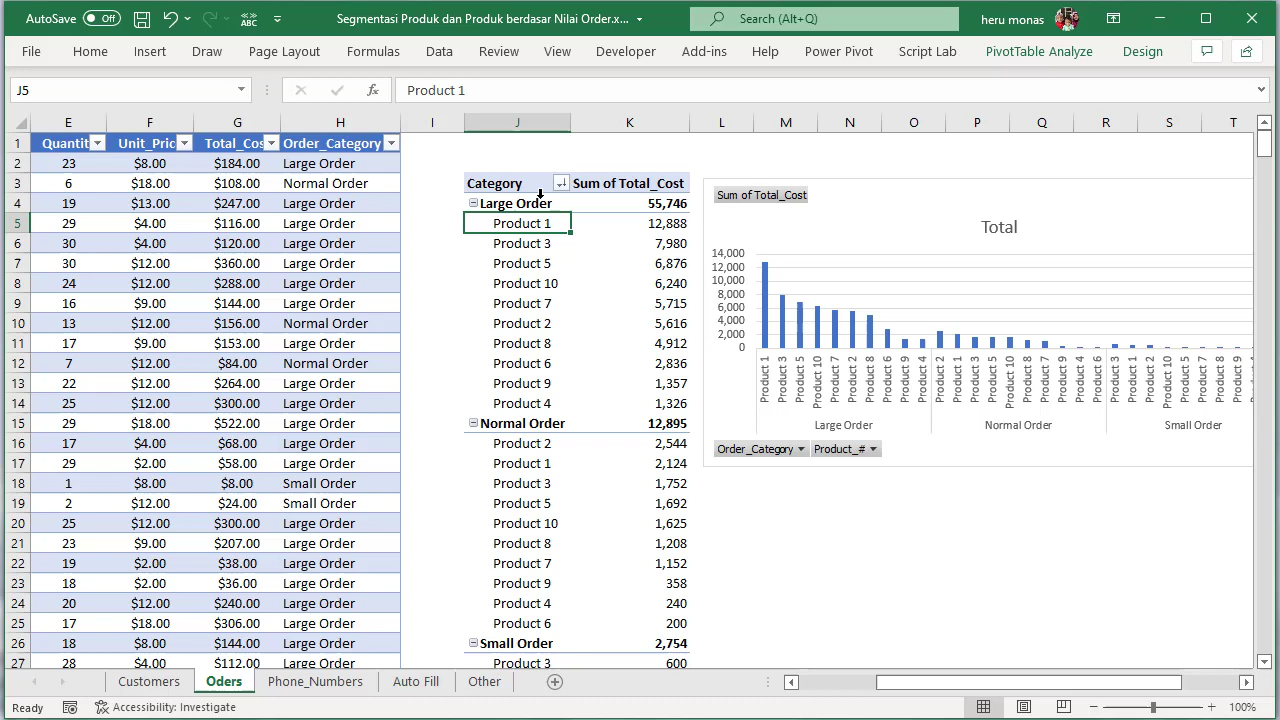 AutoSave Off ABC Segmentasi Produk dan Produk berdasar Nilai Order.x... Search (Alt+Q) heru monas
File Home Insert Draw Page Layout Formulas Data Review View Developer Add-ins Help Power Pivot Script Lab PivotTable Analyze Design
J5 fx Product 1
E F G H I J K L M N O P Q R S T
1 Quantit Unit_Pric Total_Cos Order_Category
2 23 $8.00 $184.00 Large Order
3 6 $18.00 $108.00 Normal Order Category Sum of Total_Cost
4 19 $13.00 $247.00 Large Order Large Order 55,746
5 29 $4.00 $116.00 Large Order Product 1 12,888
6 30 $4.00 $120.00 Large Order Product 3 7,980
7 30 $12.00 $360.00 Large Order Product 5 6,876
8 24 $12.00 $288.00 Large Order Product 10 6,240
9 16 $9.00 $144.00 Large Order Product 7 5,715
10 13 $12.00 $156.00 Normal Order Product 2 5,616
11 17 $9.00 $153.00 Large Order Product 8 4,912
12 7 $12.00 $84.00 Normal Order Product 6 2,836
13 22 $12.00 $264.00 Large Order Product 9 1,357
14 25 $12.00 $300.00 Large Order Product 4 1,326
15 29 $18.00 $522.00 Large Order Normal Order 12,895
16 17 $4.00 $68.00 Large Order Product 2 2,544
17 29 $2.00 $58.00 Large Order Product 1 2,124
18 1 $8.00 $8.00 Small Order Product 3 1,752
19 2 $12.00 $24.00 Small Order Product 5 1,692
20 25 $12.00 $300.00 Large Order Product 10 1,625
21 23 $9.00 $207.00 Large Order Product 8 1,208
22 19 $2.00 $38.00 Large Order Product 7 1,152
23 18 $2.00 $36.00 Large Order Product 9 358
24 20 $12.00 $240.00 Large Order Product 4 240
25 17 $18.00 $306.00 Large Order Product 6 200
26 18 $8.00 $144.00 Large Order Small Order 2,754
27 28 $4.00 $112.00 Large Order Product 3 600
Sum of Total_Cost
Total
14,000
12,000
10,000
8,000
6,000
4,000
2,000
0
Product 1 Product 3 Product 5 Product 10 Product 7 Product 2 Product 8 Product 6 Product 9 Product 4 Product 2 Product 1 Product 3 Product 5 Product 10 Product 8 Product 7 Product 9 Product 4 Product 6 Product 3 Product 1 Product 2 Product 10 Product 5 Product 8 Product 7 Product 9
Large Order Normal Order Small Order
Order_Category Product_#
Customers Oders Phone_Numbers Auto Fill Other
Ready Accessibility: Investigate 100%